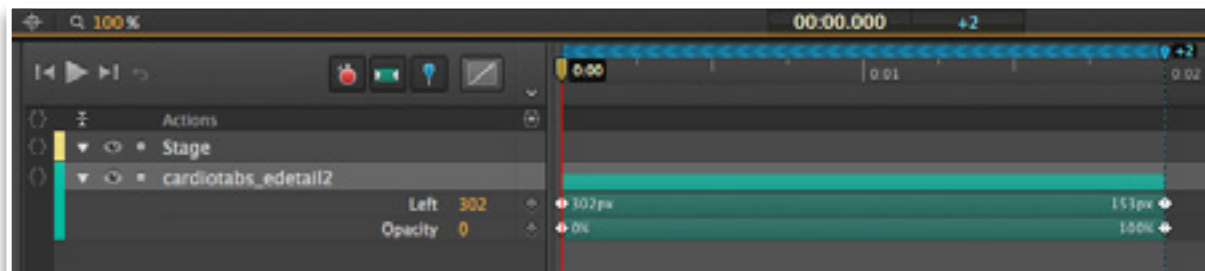 100% 00:00.000 +2
+2
0:00 0:01 0:02
Actions
Stage
cardiotabs_edetail2
Left 302 302px 153px
Opacity 0 0% 100%